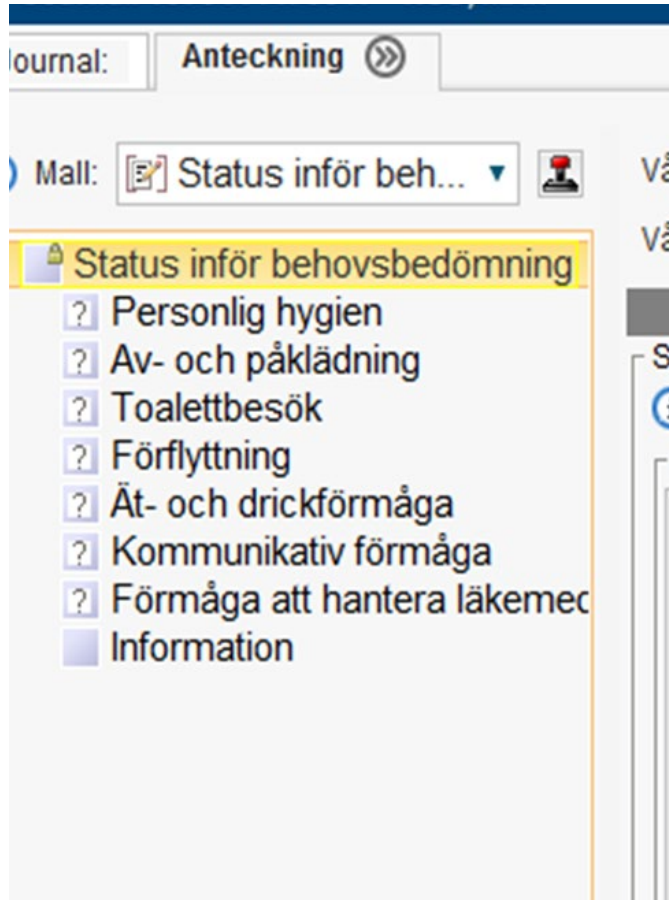 Journal:
Anteckning
Mall: Status inför beh...
Status inför behovsbedömning
? Personlig hygien
? Av- och påklädning
? Toalettbesök
? Förflyttning
? Ät- och drickförmåga
? Kommunikativ förmåga
? Förmåga att hantera läkemed
Information